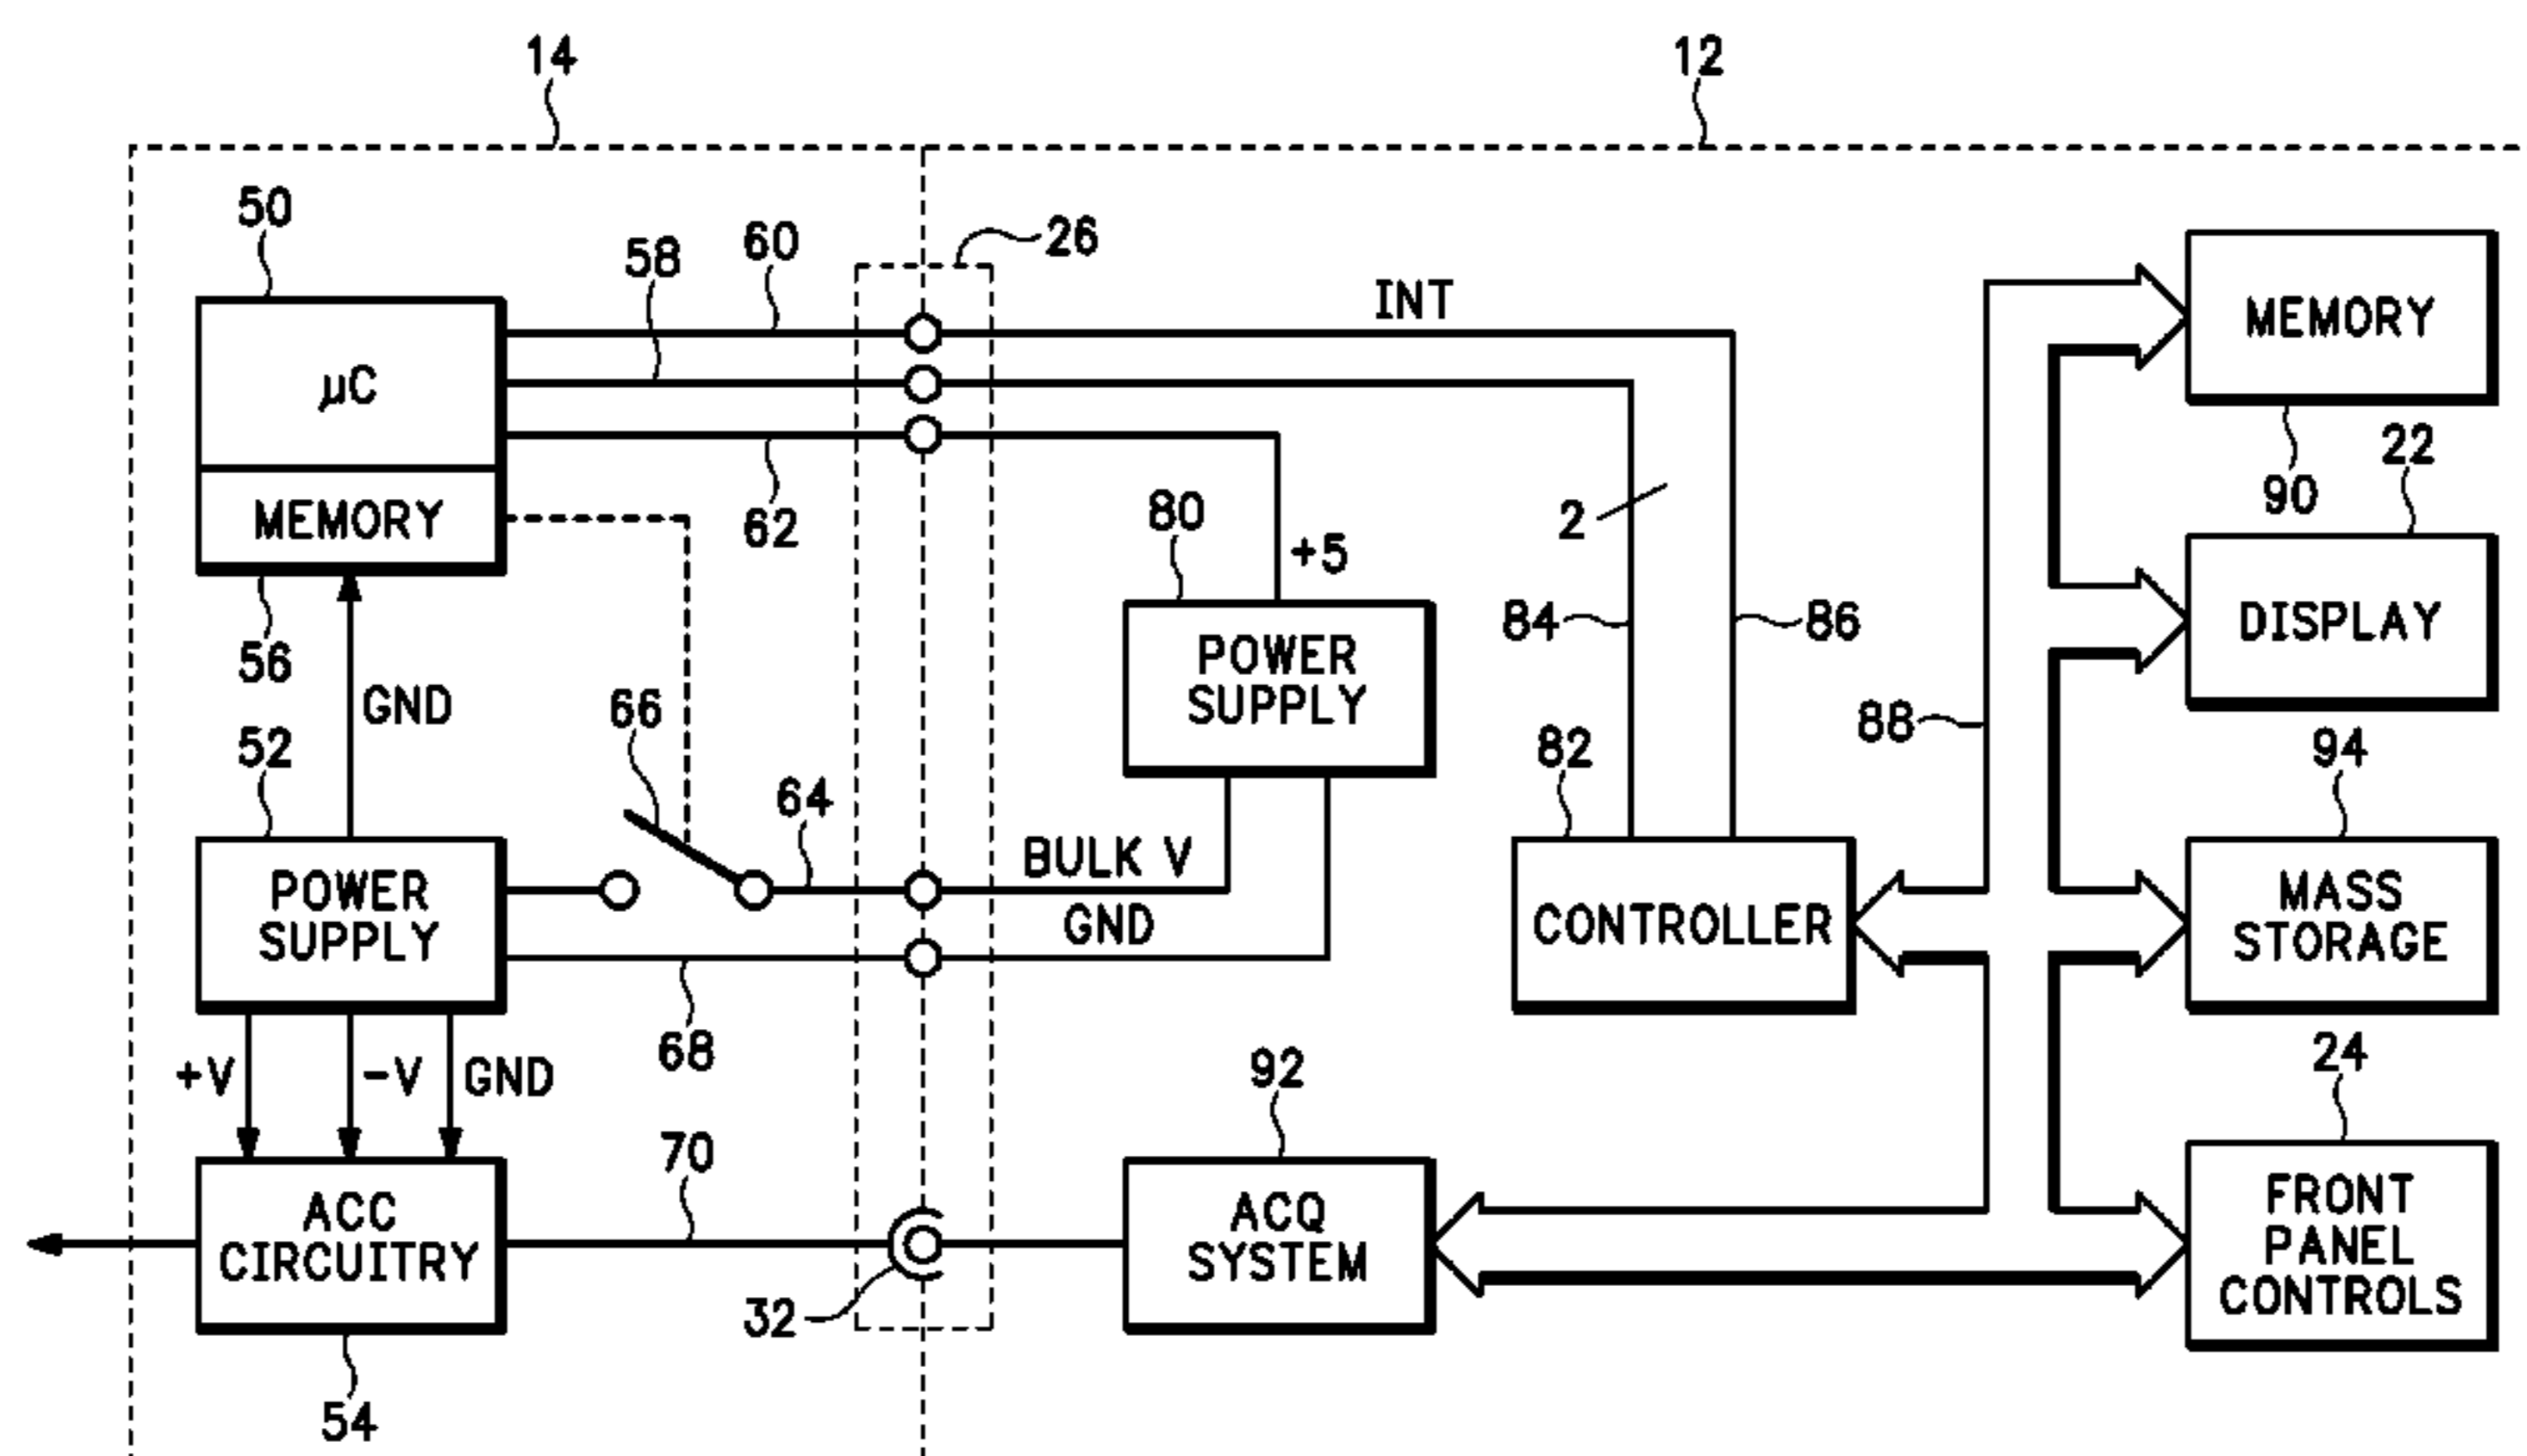 14
12
50
60
58
26
INT
µC
MEMORY
62
56
GND
52
66
64
80
+5
POWER
SUPPLY
2
84
86
82
88
MEMORY
90
22
DISPLAY
94
POWER
SUPPLY
BULK V
GND
CONTROLLER
MASS
STORAGE
68
+V
-V
GND
70
92
24
ACC
CIRCUITRY
32
ACQ
SYSTEM
FRONT
PANEL
CONTROLS
54